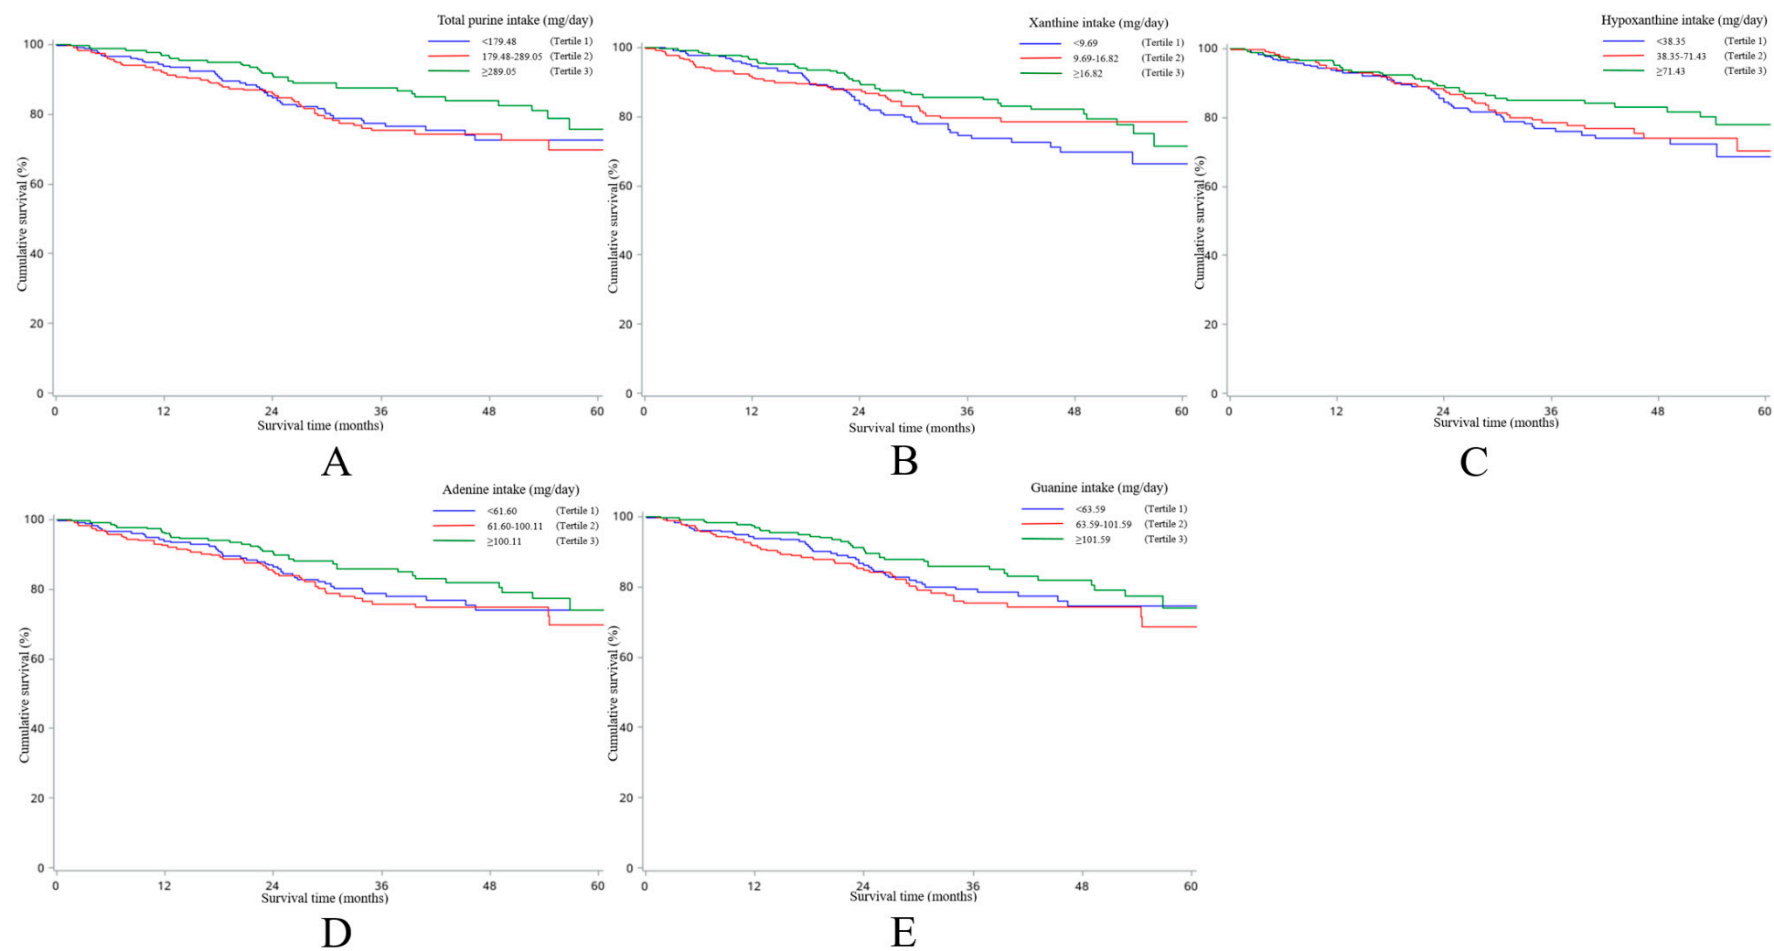 Total purine intake (mg/day)
<179.48 (Tertile 1)
179.48-289.05 (Tertile 2)
≥289.05 (Tertile 3)
100
80
60
40
20
0
Cumulative survival (%)
0 12 24 36 48 60
Survival time (months)
A
Xanthine intake (mg/day)
<9.69 (Tertile 1)
9.69-16.82 (Tertile 2)
≥16.82 (Tertile 3)
100
80
60
40
20
0
Cumulative survival (%)
0 12 24 36 48 60
Survival time (months)
B
Hypoxanthine intake (mg/day)
<38.35 (Tertile 1)
38.35-71.43 (Tertile 2)
≥71.43 (Tertile 3)
100
80
60
40
20
0
Cumulative survival (%)
0 12 24 36 48 60
Survival time (months)
C
Adenine intake (mg/day)
<61.60 (Tertile 1)
61.60-100.11 (Tertile 2)
≥100.11 (Tertile 3)
100
80
60
40
20
0
Cumulative survival (%)
0 12 24 36 48 60
Survival time (months)
D
Guanine intake (mg/day)
<63.59 (Tertile 1)
63.59-101.59 (Tertile 2)
≥101.59 (Tertile 3)
100
80
60
40
20
0
Cumulative survival (%)
0 12 24 36 48 60
Survival time (months)
E